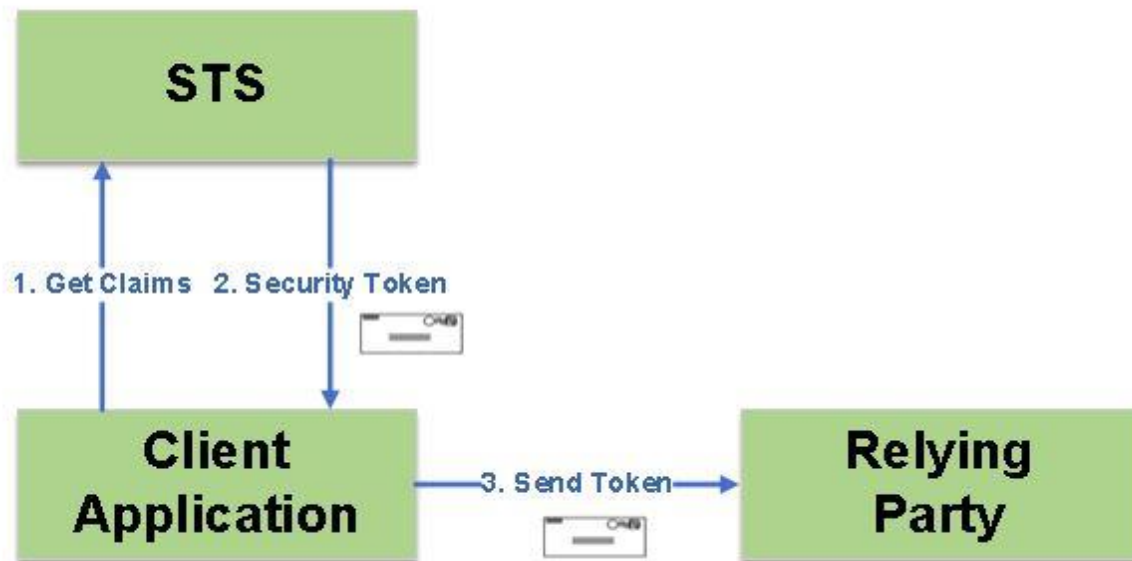 STS
1. Get Claims
2. Security Token
Client
Application
3. Send Token
Relying
Party